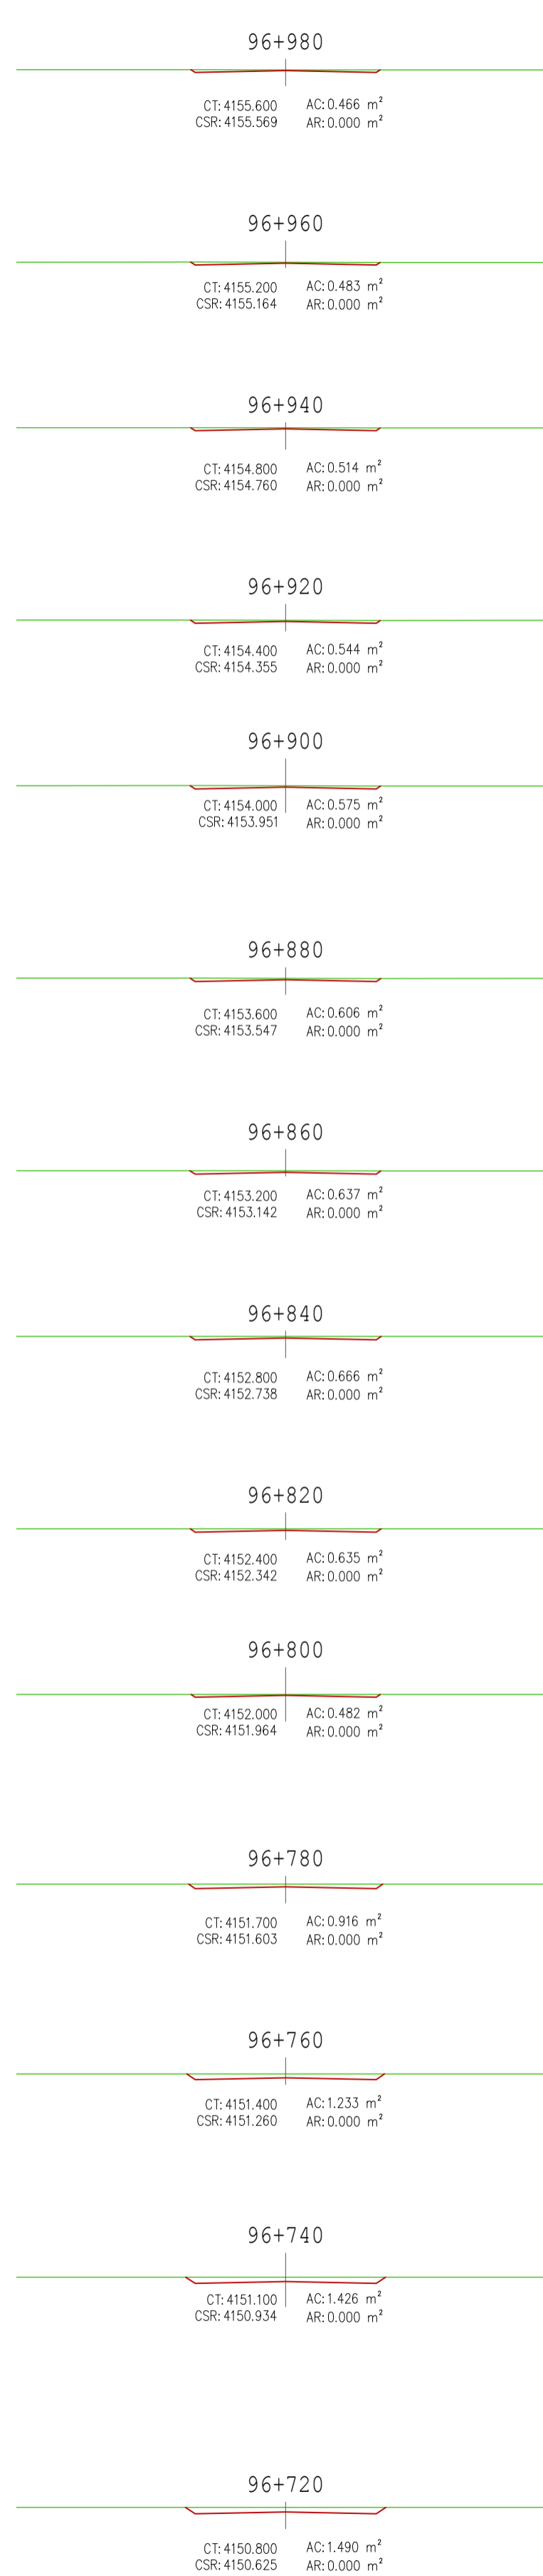 96+980
CT: 4155.600 AC: 0.466 m²
CSR: 4155.569 AR: 0.000 m²
96+960
CT: 4155.200 AC: 0.483 m²
CSR: 4155.164 AR: 0.000 m²
96+940
CT: 4154.800 AC: 0.514 m²
CSR: 4154.760 AR: 0.000 m²
96+920
CT: 4154.400 AC: 0.544 m²
CSR: 4154.355 AR: 0.000 m²
96+900
CT: 4154.000 AC: 0.575 m²
CSR: 4153.951 AR: 0.000 m²
96+880
CT: 4153.600 AC: 0.606 m²
CSR: 4153.547 AR: 0.000 m²
96+860
CT: 4153.200 AC: 0.637 m²
CSR: 4153.142 AR: 0.000 m²
96+840
CT: 4152.800 AC: 0.666 m²
CSR: 4152.738 AR: 0.000 m²
96+820
CT: 4152.400 AC: 0.635 m²
CSR: 4152.342 AR: 0.000 m²
96+800
CT: 4152.000 AC: 0.482 m²
CSR: 4151.964 AR: 0.000 m²
96+780
CT: 4151.700 AC: 0.916 m²
CSR: 4151.603 AR: 0.000 m²
96+760
CT: 4151.400 AC: 1.233 m²
CSR: 4151.260 AR: 0.000 m²
96+740
CT: 4151.100 AC: 1.426 m²
CSR: 4150.934 AR: 0.000 m²
96+720
CT: 4150.800 AC: 1.490 m²
CSR: 4150.625 AR: 0.000 m²